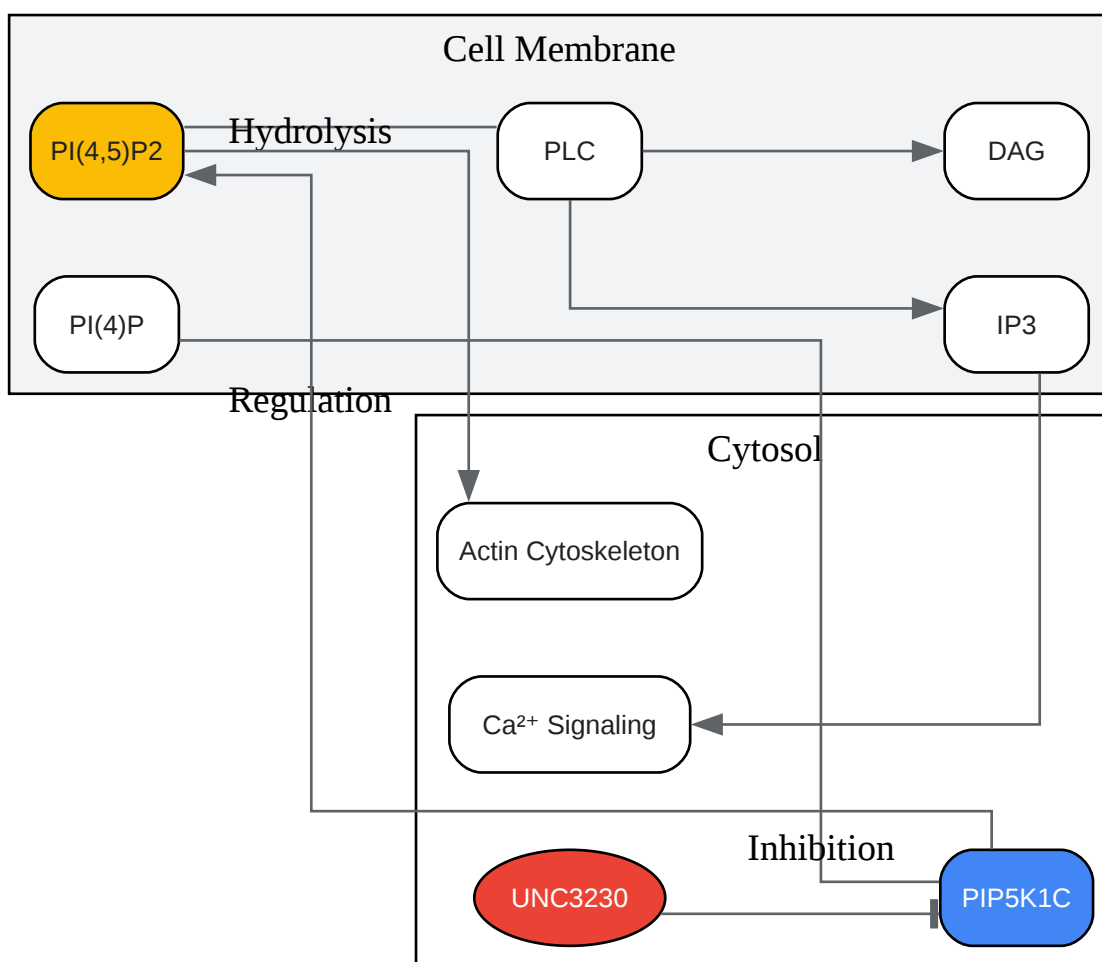 Cell Membrane
PI(4,5)P2
Hydrolysis
PLC
DAG
PI(4)P
IP3
Regulation
Cytosol
Actin Cytoskeleton
Ca²⁺ Signaling
Inhibition
UNC3230
PIP5K1C